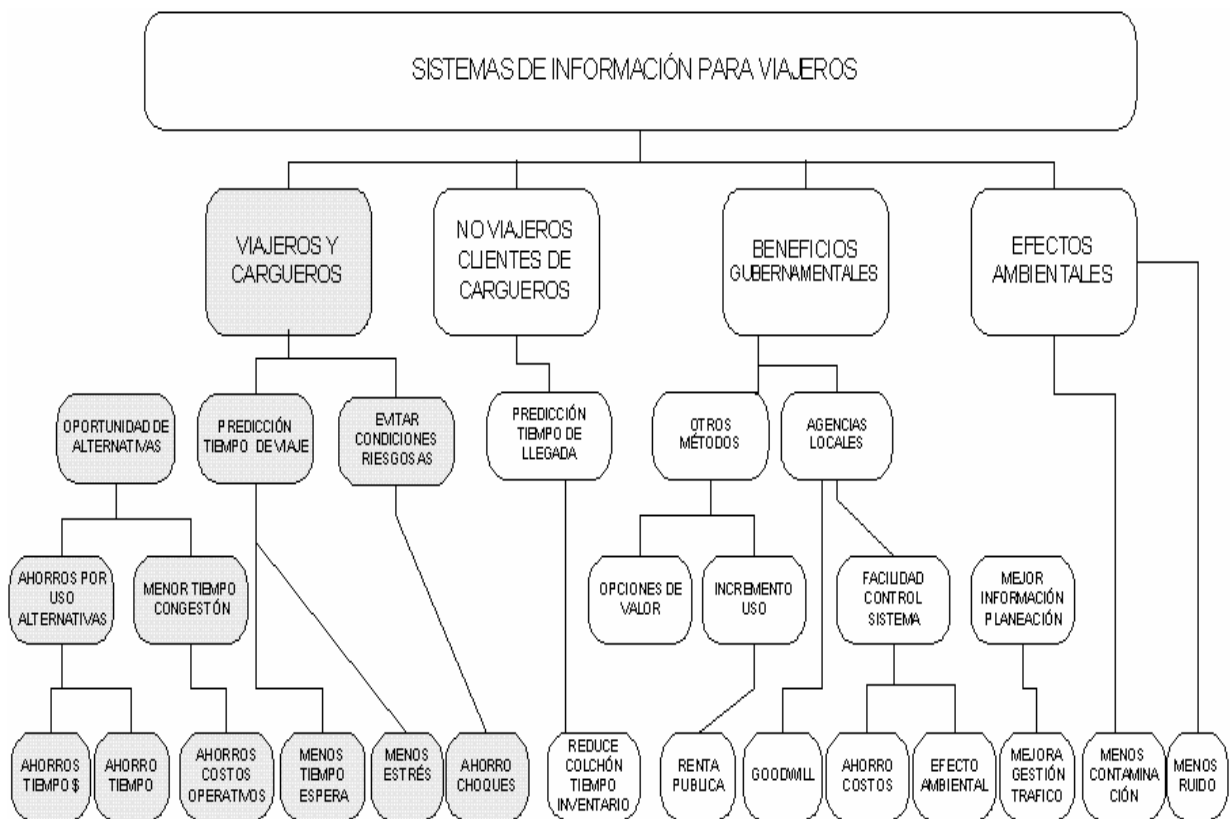 SISTEMAS DE INFORMACIÓN PARA VIAJEROS
VIAJEROS Y
CARGUEROS
NO VIAJEROS
CLIENTES DE
CARGUEROS
BENEFICIOS
GUBERNAMENTALES
EFECTOS
AMBIENTALES
OPORTUNIDAD DE
ALTERNATIVAS
PREDICCIÓN
TIEMPO DE VIAJE
EVITAR
CONDICIONES
RIESGOSAS
PREDICCIÓN
TIEMPO DE
LLEGADA
OTROS
MÉTODOS
AGENCIAS
LOCALES
AHORROS POR
USO
ALTERNATIVAS
MENOR TIEMPO
CONGESTÓN
OPCIONES DE
VALOR
INCREMENTO
USO
FACILIDAD
CONTROL
SISTEMA
MEJOR
INFORMACIÓN
PLANEACIÓN
AHORROS
TIEMPO $
AHORRO
TIEMPO
AHORROS
COSTOS
OPERATIVOS
MENOS
TIEMPO
ESPERA
MENOS
ESTRÉS
AHORRO
CHOQUES
REDUCE
COLCHÓN
TIEMPO
INVENTARIO
RENTA
PUBLICA
GOODWILL
AHORRO
COSTOS
EFECTO
AMBIENTAL
MEJORA
GESTIÓN
TRAFICO
MENOS
CONTAMINA
CIÓN
MENOS
RUIDO